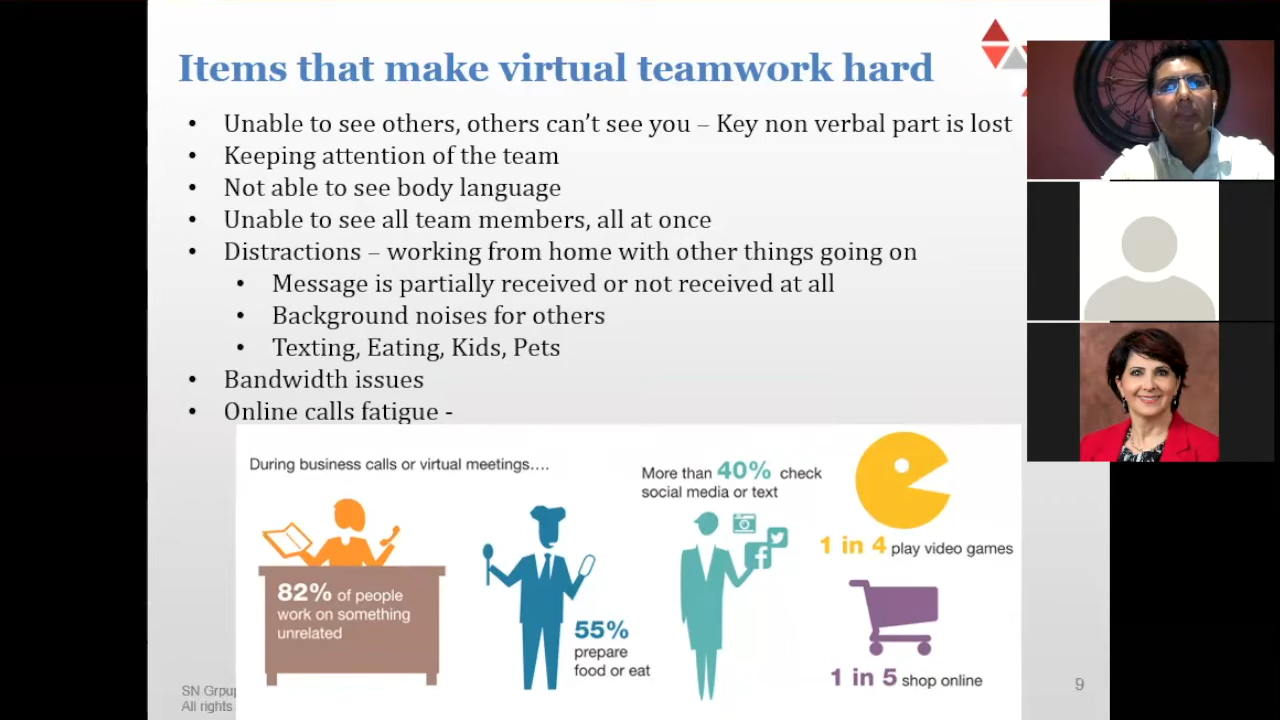 Items that make virtual teamwork hard
• Unable to see others, others can't see you – Key non verbal part is lost
• Keeping attention of the team
• Not able to see body language
• Unable to see all team members, all at once
• Distractions – working from home with other things going on
• Message is partially received or not received at all
• Background noises for others
• Texting, Eating, Kids, Pets
• Bandwidth issues
• Online calls fatigue -
During business calls or virtual meetings....
82% of people
work on something
unrelated
55%
prepare
food or eat
More than 40% check
social media or text
1 in 4 play video games
1 in 5 shop online
SN Group
All rights
9